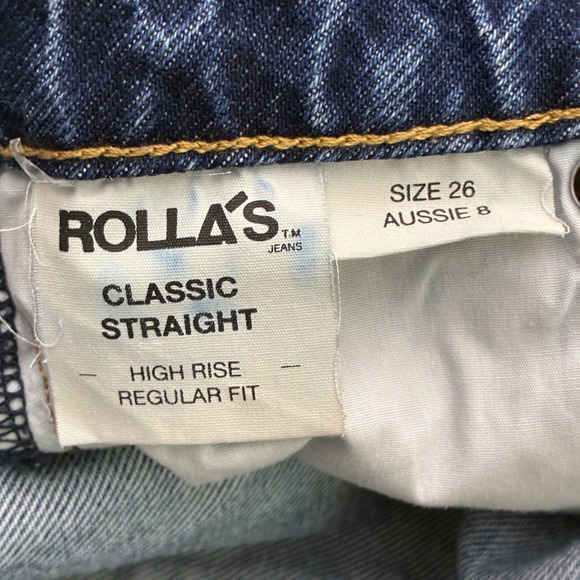 ROLLA'S TM
JEANS
CLASSIC
STRAIGHT
— HIGH RISE —
REGULAR FIT
SIZE 26
AUSSIE 8